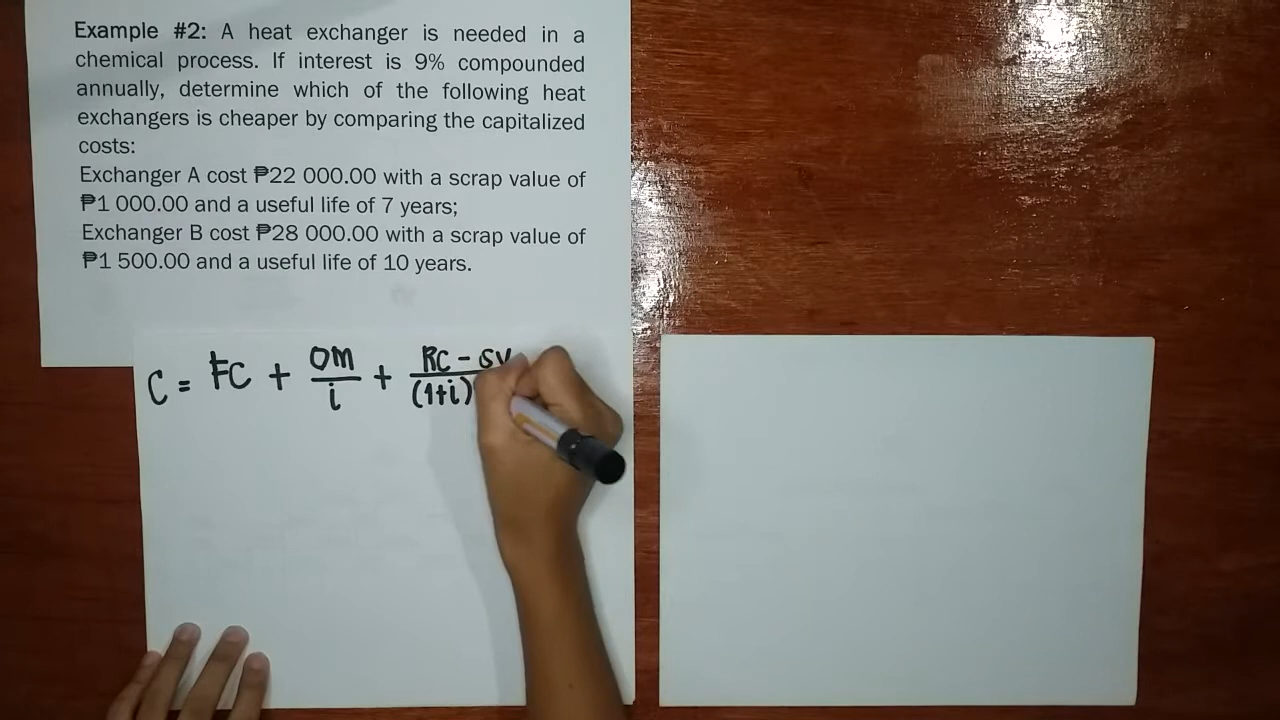 Example #2: A heat exchanger is needed in a
chemical process. If interest is 9% compounded
annually, determine which of the following heat
exchangers is cheaper by comparing the capitalized
costs:
Exchanger A cost ₱22 000.00 with a scrap value of
₱1 000.00 and a useful life of 7 years;
Exchanger B cost ₱28 000.00 with a scrap value of
₱1 500.00 and a useful life of 10 years.
C = FC + OM/i + RC - SV/(1+i)